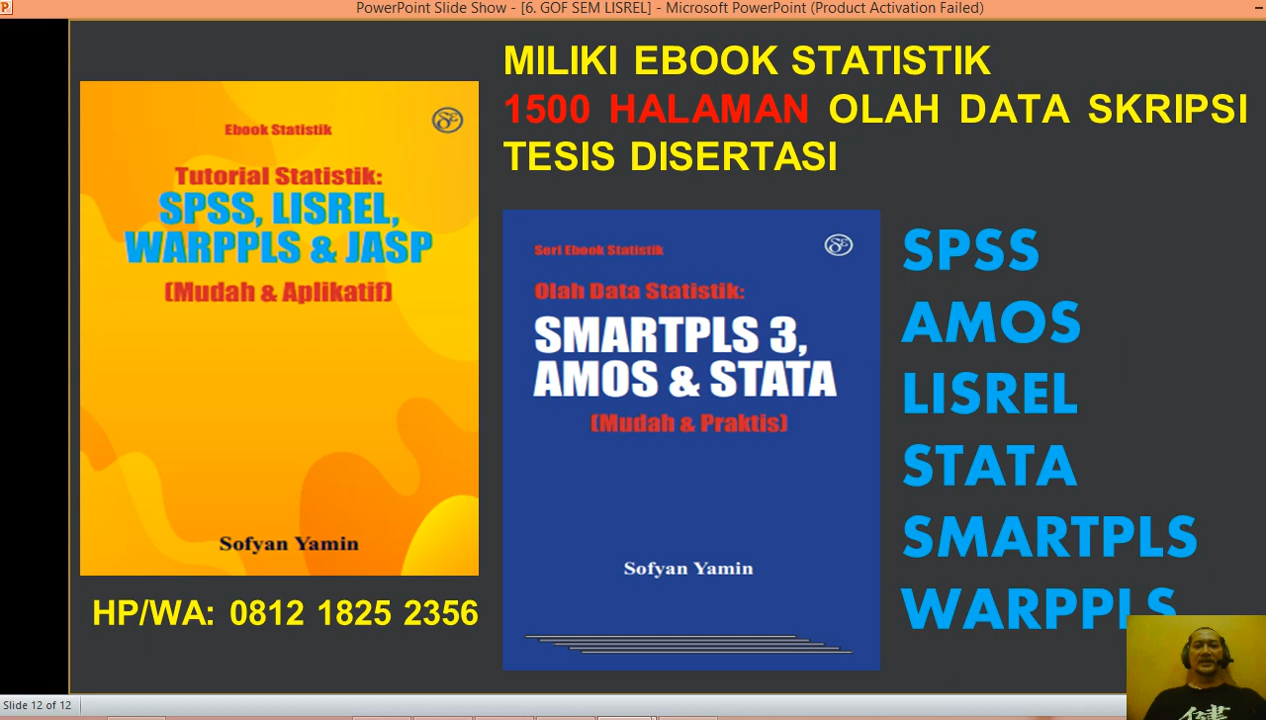 PowerPoint Slide Show - [6. GOF SEM LISREL] - Microsoft PowerPoint (Product Activation Failed)
MILIKI EBOOK STATISTIK
1500 HALAMAN OLAH DATA SKRIPSI
TESIS DISERTASI
Ebook Statistik
Tutorial Statistik:
SPSS, LISREL,
WARPPLS & JASP
(Mudah & Aplikatif)
Sofyan Yamin
HP/WA: 0812 1825 2356
Seri Ebook Statistik
Olah Data Statistik:
SMARTPLS 3,
AMOS & STATA
(Mudah & Praktis)
Sofyan Yamin
SPSS
AMOS
LISREL
STATA
SMARTPLS
WARPPLS
Slide 12 of 12